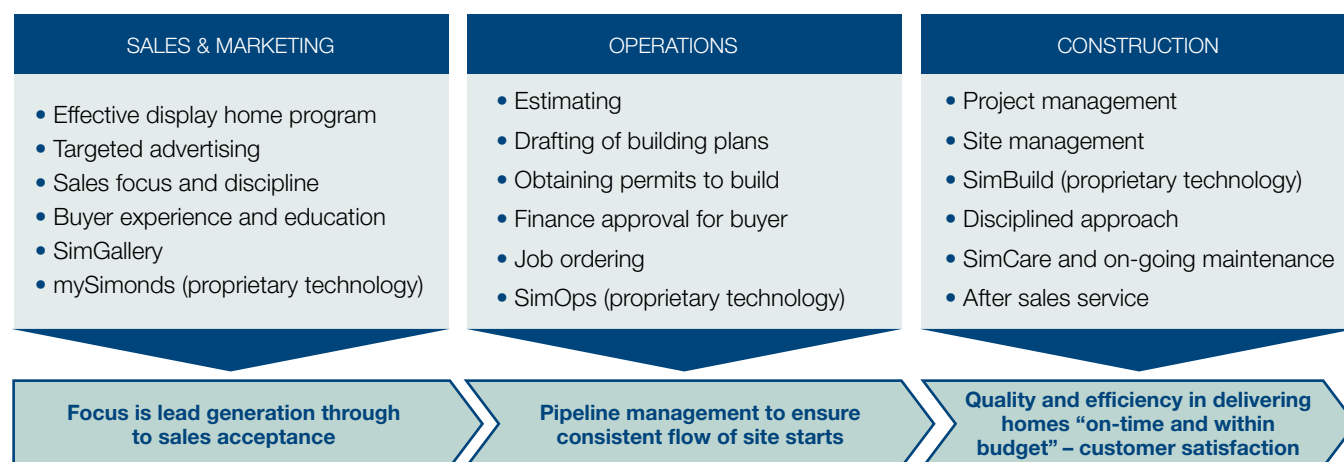 SALES & MARKETING
• Effective display home program
• Targeted advertising
• Sales focus and discipline
• Buyer experience and education
• SimGallery
• mySimonds (proprietary technology)
Focus is lead generation through
to sales acceptance
OPERATIONS
• Estimating
• Drafting of building plans
• Obtaining permits to build
• Finance approval for buyer
• Job ordering
• SimOps (proprietary technology)
Pipeline management to ensure
consistent flow of site starts
CONSTRUCTION
• Project management
• Site management
• SimBuild (proprietary technology)
• Disciplined approach
• SimCare and on-going maintenance
• After sales service
Quality and efficiency in delivering
homes “on-time and within
budget” – customer satisfaction